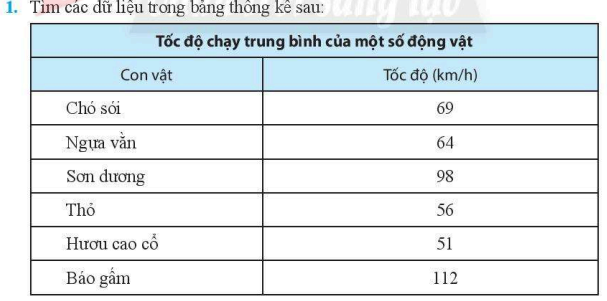 1. Tìm các dữ liệu trong bảng thống kê sau:
Tốc độ chạy trung bình của một số động vật
Con vật Tốc độ (km/h)
Chó sói 69
Ngựa vằn 64
Sơn dương 98
Thỏ 56
Hươu cao cổ 51
Báo gấm 112